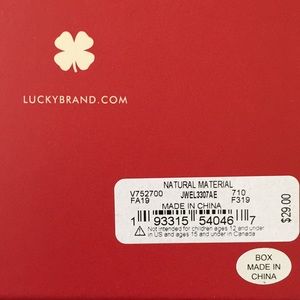 LUCKYBRAND.COM
NATURAL MATERIAL
V752700 JWEL3307AE 710
FA19 F319
MADE IN CHINA
1 93315 54046 7
Not intended for children ages 12 and under
in US and ages 15 and under in Canada
$29.00
BOX
MADE IN
CHINA